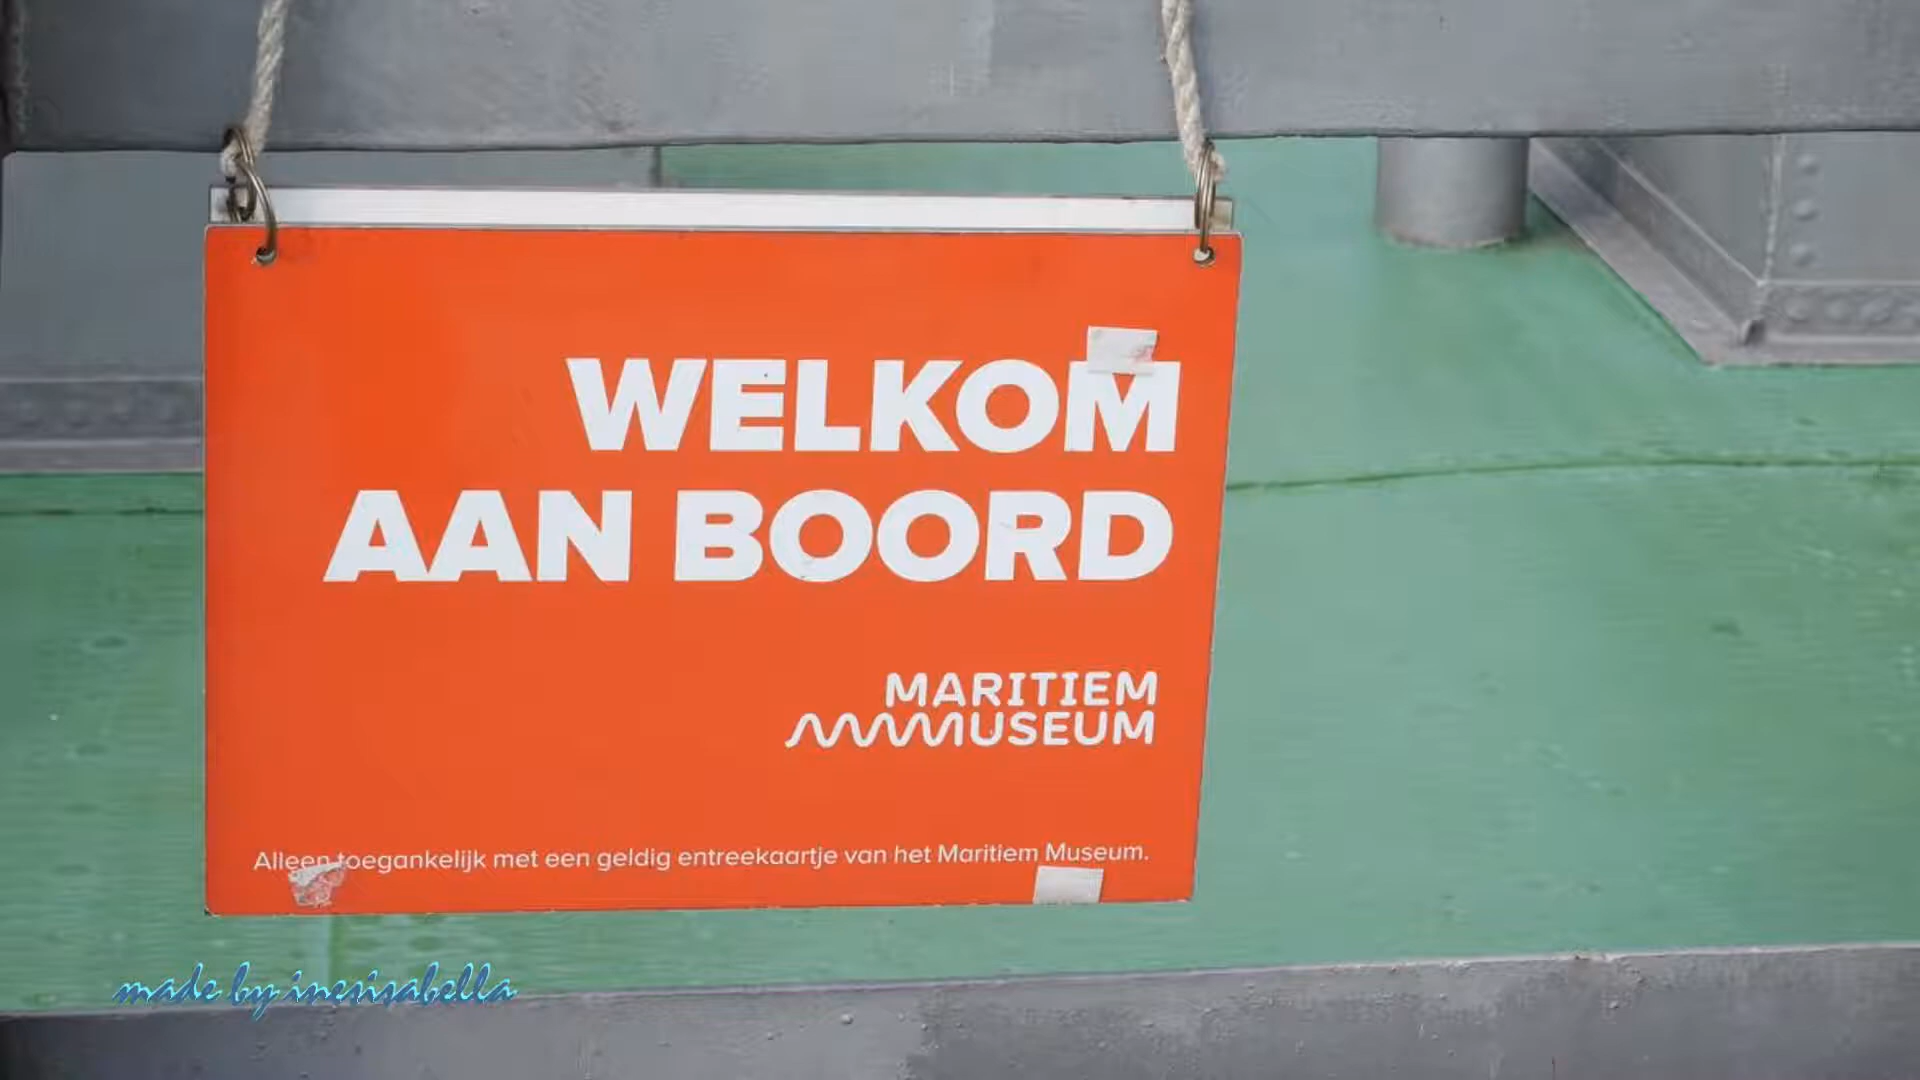 WELKOM
AAN BOORD
MARITIEM
MUSEUM
Alleen toegankelijk met een geldig entreekaartje van het Maritiem Museum.
made by inesisabella